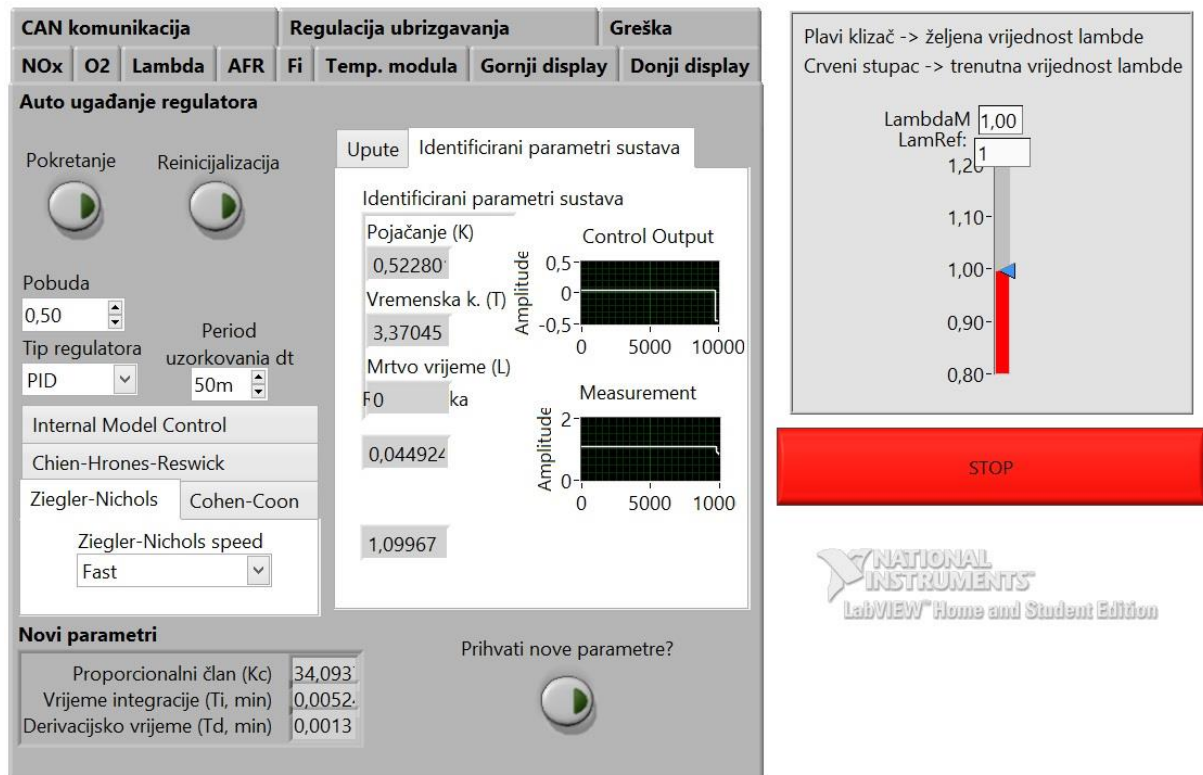 CAN komunikacija
Regulacija ubrizgavanja
Greška
NOx
O2
Lambda
AFR
Fi
Temp. modula
Gornji display
Donji display
Auto ugađanje regulatora
Pokretanje
Reinicijalizacija
Pobuda
0,50
Tip regulatora
PID
Period
uzorkovanja dt
50m
Internal Model Control
Chien-Hrones-Reswick
Ziegler-Nichols
Cohen-Coon
Ziegler-Nichols speed
Fast
Upute
Identificirani parametri sustava
Identificirani parametri sustava
Pojačanje (K)
0,52280
Vremenska k. (T)
3,37045
Mrtvo vrijeme (L)
0
ka
0,044924
1,09967
Control Output
Amplitude
0,5
0
-0,5
0 5000 10000
Measurement
Amplitude
2
0
0 5000 1000
Novi parametri
Proporcionalni član (Kc) 34,093
Vrijeme integracije (Ti, min) 0,0052
Derivacijsko vrijeme (Td, min) 0,0013
Prihvati nove parametre?
Plavi klizač -> željena vrijednost lambde
Crveni stupac -> trenutna vrijednost lambde
LambdaM 1,00
LamRef:
1
1,20
1,10
1,00
0,90
0,80
STOP
NATIONAL
INSTRUMENTS™
LabVIEW™ Home and Student Edition